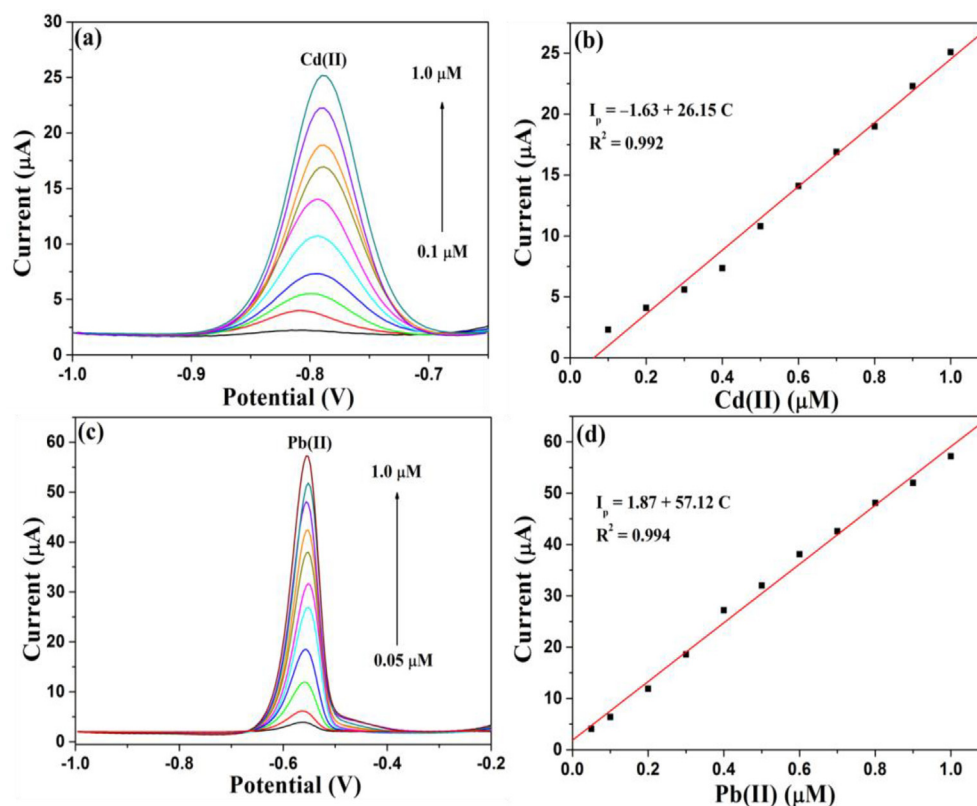 (a)
Cd(II)
1.0 μM
0.1 μM
30
25
20
15
10
5
0
Current (μA)
-1.0 -0.9 -0.8 -0.7
Potential (V)
(b)
I_p = −1.63 + 26.15 C
R² = 0.992
25
20
15
10
5
0
Current (μA)
0.0 0.2 0.4 0.6 0.8 1.0
Cd(II) (μM)
(c)
Pb(II)
1.0 μM
0.05 μM
60
50
40
30
20
10
0
Current (μA)
-1.0 -0.8 -0.6 -0.4 -0.2
Potential (V)
(d)
I_p = 1.87 + 57.12 C
R² = 0.994
60
50
40
30
20
10
0
Current (μA)
0.0 0.2 0.4 0.6 0.8 1.0
Pb(II) (μM)